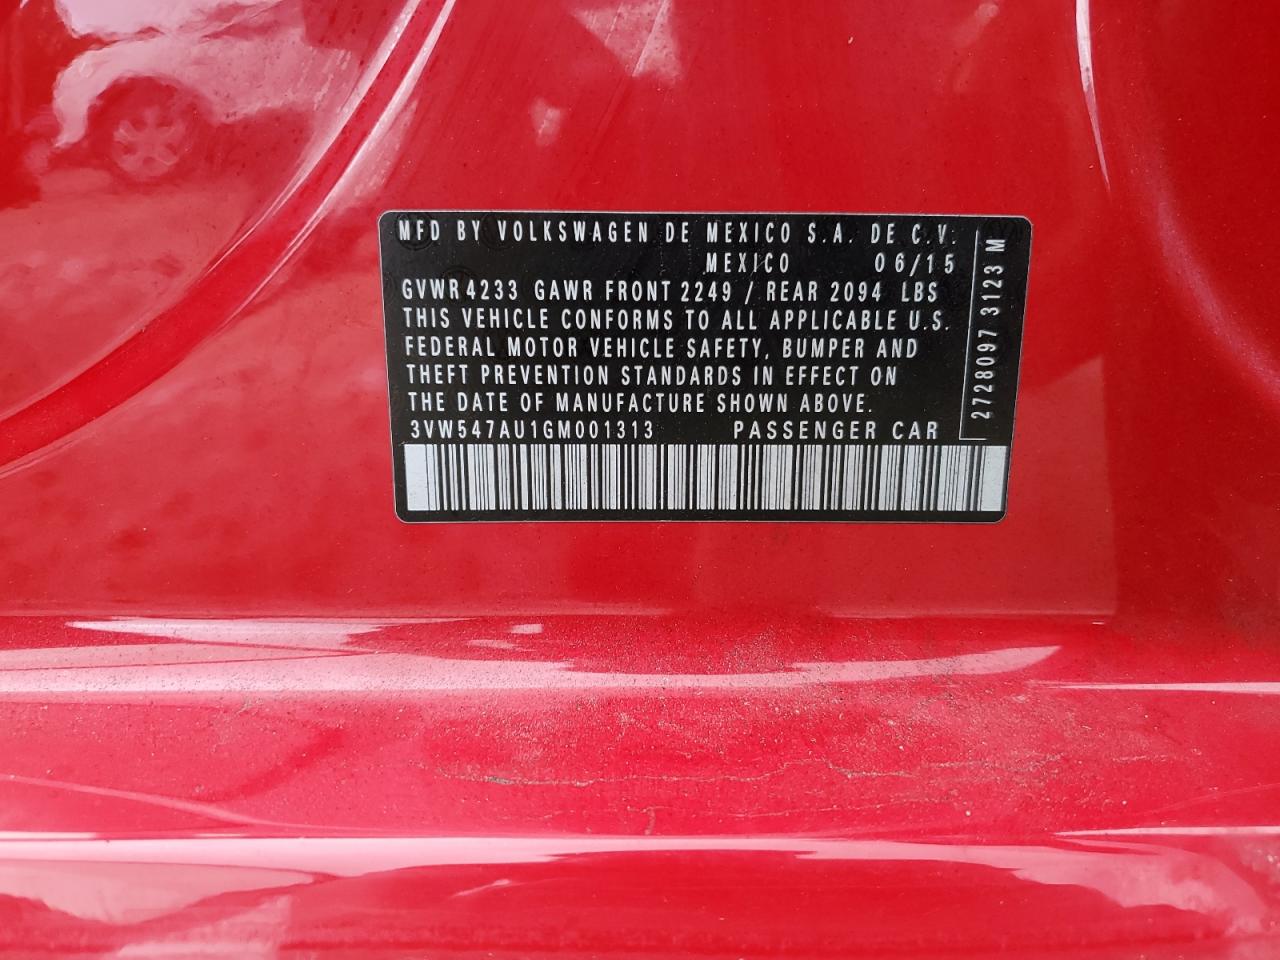 MFD BY VOLKSWAGEN DE MEXICO S.A. DE C.V.
MEXICO 06/15
GVWR 4233 GAWR FRONT 2249 / REAR 2094 LBS
THIS VEHICLE CONFORMS TO ALL APPLICABLE U.S.
FEDERAL MOTOR VEHICLE SAFETY, BUMPER AND
THEFT PREVENTION STANDARDS IN EFFECT ON
THE DATE OF MANUFACTURE SHOWN ABOVE.
3VW547AU1GM001313 PASSENGER CAR
2728097 3123 M